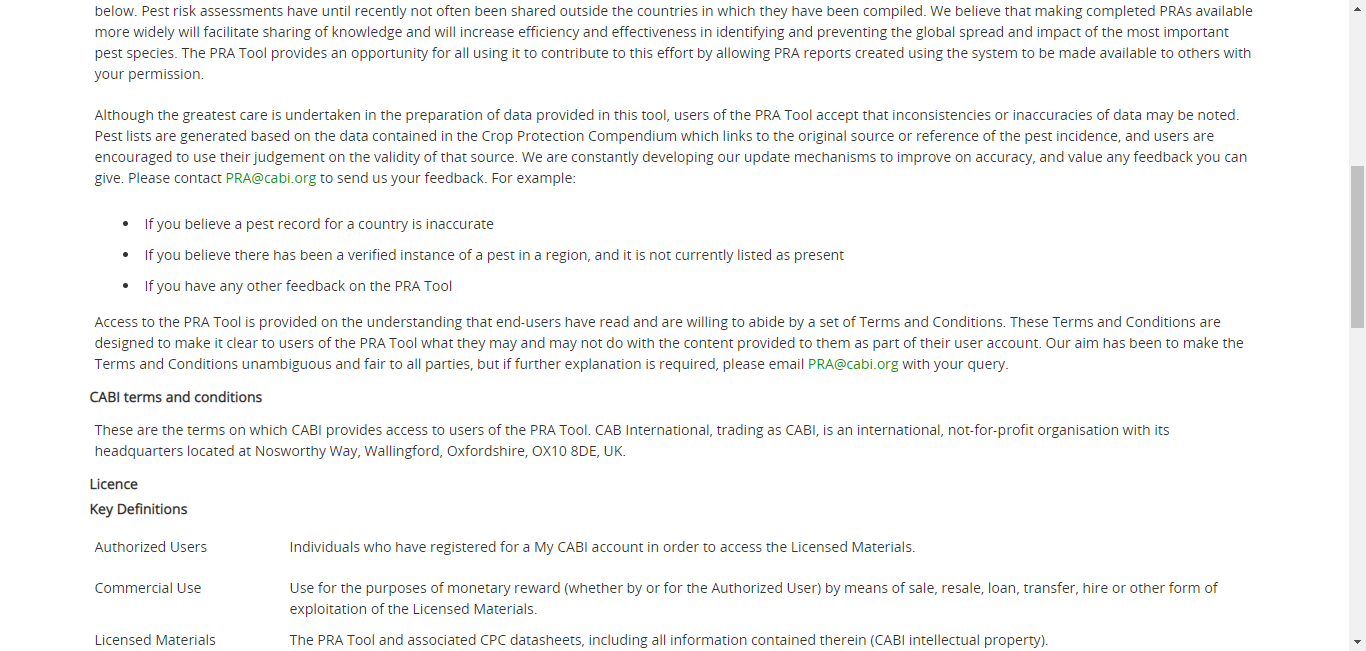 below. Pest risk assessments have until recently not often been shared outside the countries in which they have been compiled. We believe that making completed PRAs available
more widely will facilitate sharing of knowledge and will increase efficiency and effectiveness in identifying and preventing the global spread and impact of the most important
pest species. The PRA Tool provides an opportunity for all using it to contribute to this effort by allowing PRA reports created using the system to be made available to others with
your permission.
Although the greatest care is undertaken in the preparation of data provided in this tool, users of the PRA Tool accept that inconsistencies or inaccuracies of data may be noted.
Pest lists are generated based on the data contained in the Crop Protection Compendium which links to the original source or reference of the pest incidence, and users are
encouraged to use their judgement on the validity of that source. We are constantly developing our update mechanisms to improve on accuracy, and value any feedback you can
give. Please contact PRA@cabi.org to send us your feedback. For example:
• If you believe a pest record for a country is inaccurate
• If you believe there has been a verified instance of a pest in a region, and it is not currently listed as present
• If you have any other feedback on the PRA Tool
Access to the PRA Tool is provided on the understanding that end-users have read and are willing to abide by a set of Terms and Conditions. These Terms and Conditions are
designed to make it clear to users of the PRA Tool what they may and may not do with the content provided to them as part of their user account. Our aim has been to make the
Terms and Conditions unambiguous and fair to all parties, but if further explanation is required, please email PRA@cabi.org with your query.
CABI terms and conditions
These are the terms on which CABI provides access to users of the PRA Tool. CAB International, trading as CABI, is an international, not-for-profit organisation with its
headquarters located at Nosworthy Way, Wallingford, Oxfordshire, OX10 8DE, UK.
Licence
Key Definitions
Authorized Users Individuals who have registered for a My CABI account in order to access the Licensed Materials.
Commercial Use Use for the purposes of monetary reward (whether by or for the Authorized User) by means of sale, resale, loan, transfer, hire or other form of
exploitation of the Licensed Materials.
Licensed Materials The PRA Tool and associated CPC datasheets, including all information contained therein (CABI intellectual property).